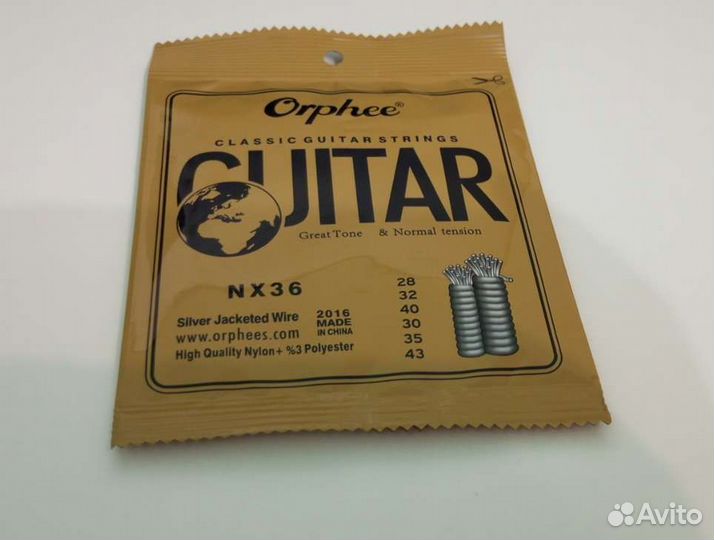 Orphee®
CLASSIC GUITAR STRINGS
GUITAR
Great Tone & Normal tension
NX36
Silver Jacketed Wire
www.orphees.com
High Quality Nylon+ %3 Polyester
2016
MADE
IN CHINA
28
32
40
30
35
43
Avito